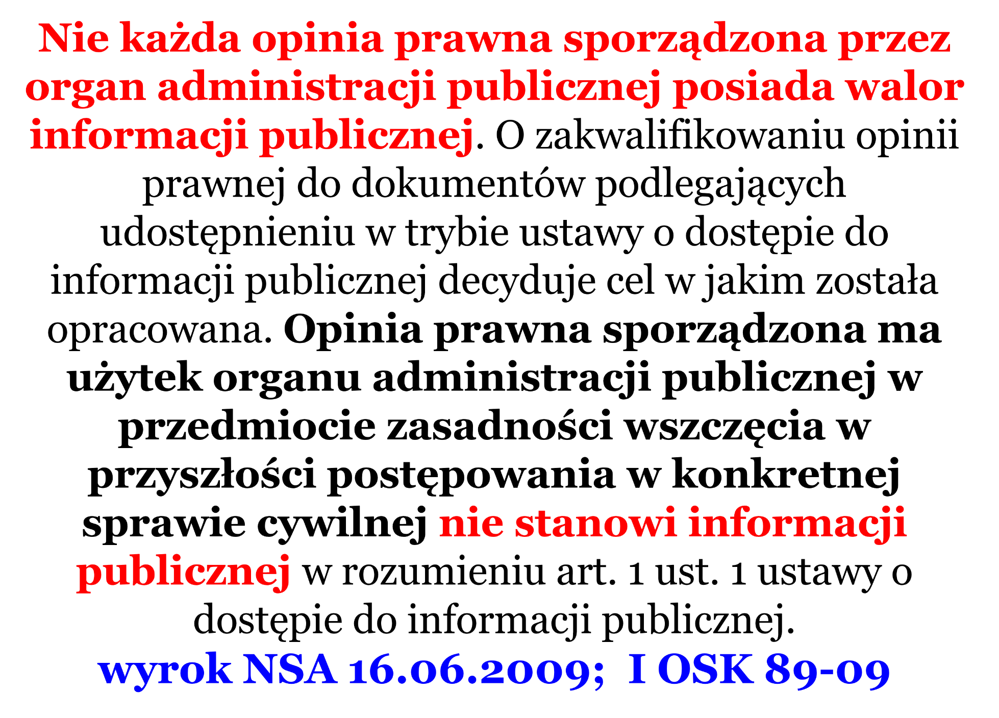 Nie każda opinia prawna sporządzona przez
organ administracji publicznej posiada walor
informacji publicznej. O zakwalifikowaniu opinii
prawnej do dokumentów podlegających
udostępnieniu w trybie ustawy o dostępie do
informacji publicznej decyduje cel w jakim została
opracowana. Opinia prawna sporządzona ma
użytek organu administracji publicznej w
przedmiocie zasadności wszczęcia w
przyszłości postępowania w konkretnej
sprawie cywilnej nie stanowi informacji
publicznej w rozumieniu art. 1 ust. 1 ustawy o
dostępie do informacji publicznej.
wyrok NSA 16.06.2009;  I OSK 89-09